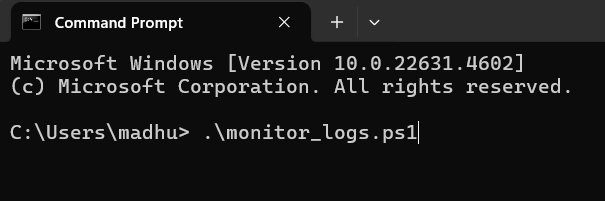 Command Prompt
Microsoft Windows [Version 10.0.22631.4602]
(c) Microsoft Corporation. All rights reserved.
C:\Users\madhu> .\monitor_logs.ps1